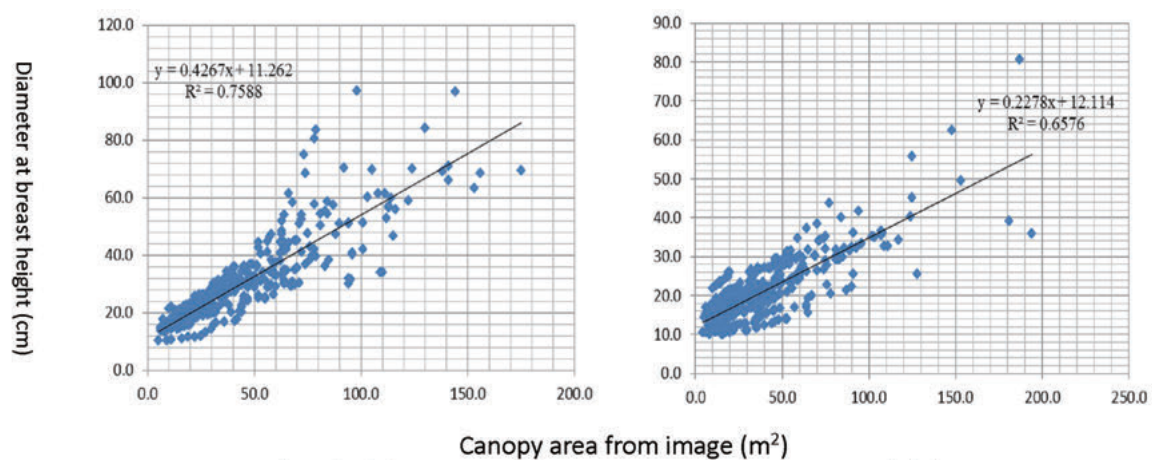 Diameter at breast height (cm)
120.0
100.0
80.0
60.0
40.0
20.0
0.0
y = 0.4267x + 11.262
R² = 0.7588
0.0 50.0 100.0 150.0 200.0
90.0
80.0
70.0
60.0
50.0
40.0
30.0
20.0
10.0
0.0
y = 0.2278x + 12.114
R² = 0.6576
0.0 50.0 100.0 150.0 200.0 250.0
Canopy area from image (m²)